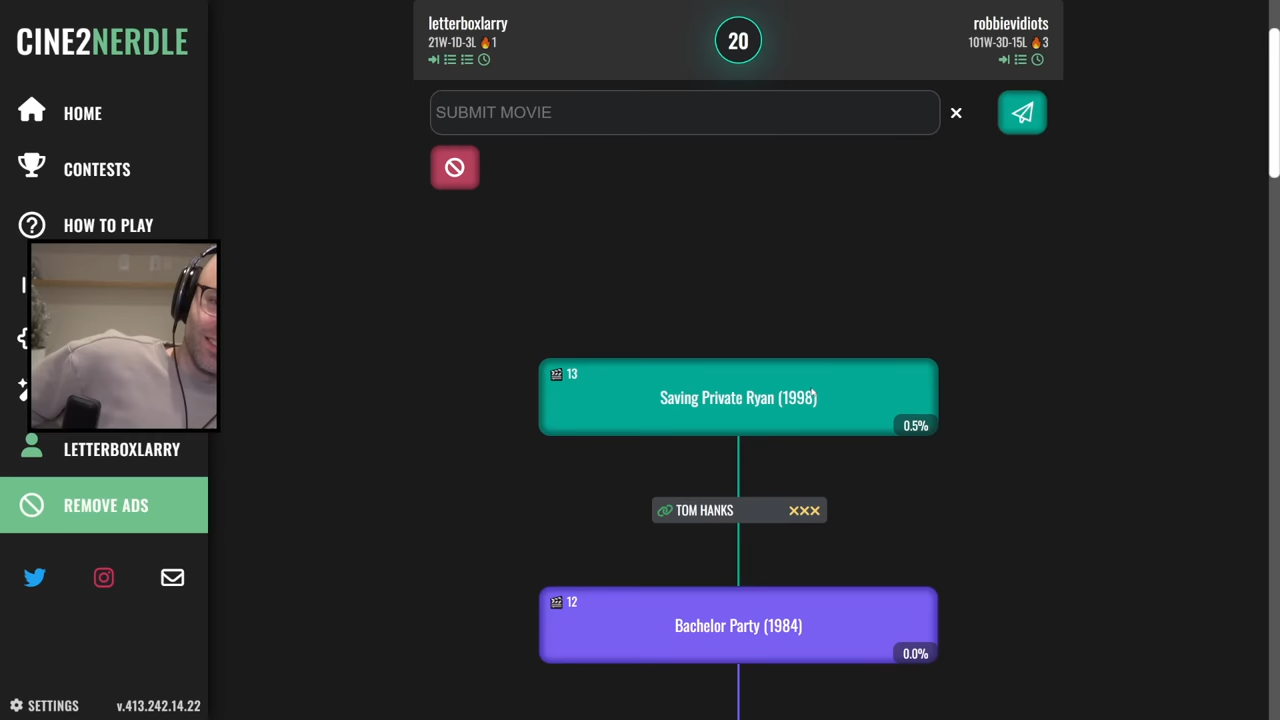 CINE2NERDLE
HOME
CONTESTS
HOW TO PLAY
LETTERBOXLARRY
REMOVE ADS
SETTINGS
v.413.242.14.22
letterboxlarry
21W-1D-3L 🔥1
20
robbievidiots
101W-3D-15L 🔥3
SUBMIT MOVIE
13
Saving Private Ryan (1998)
0.5%
TOM HANKS
12
Bachelor Party (1984)
0.0%